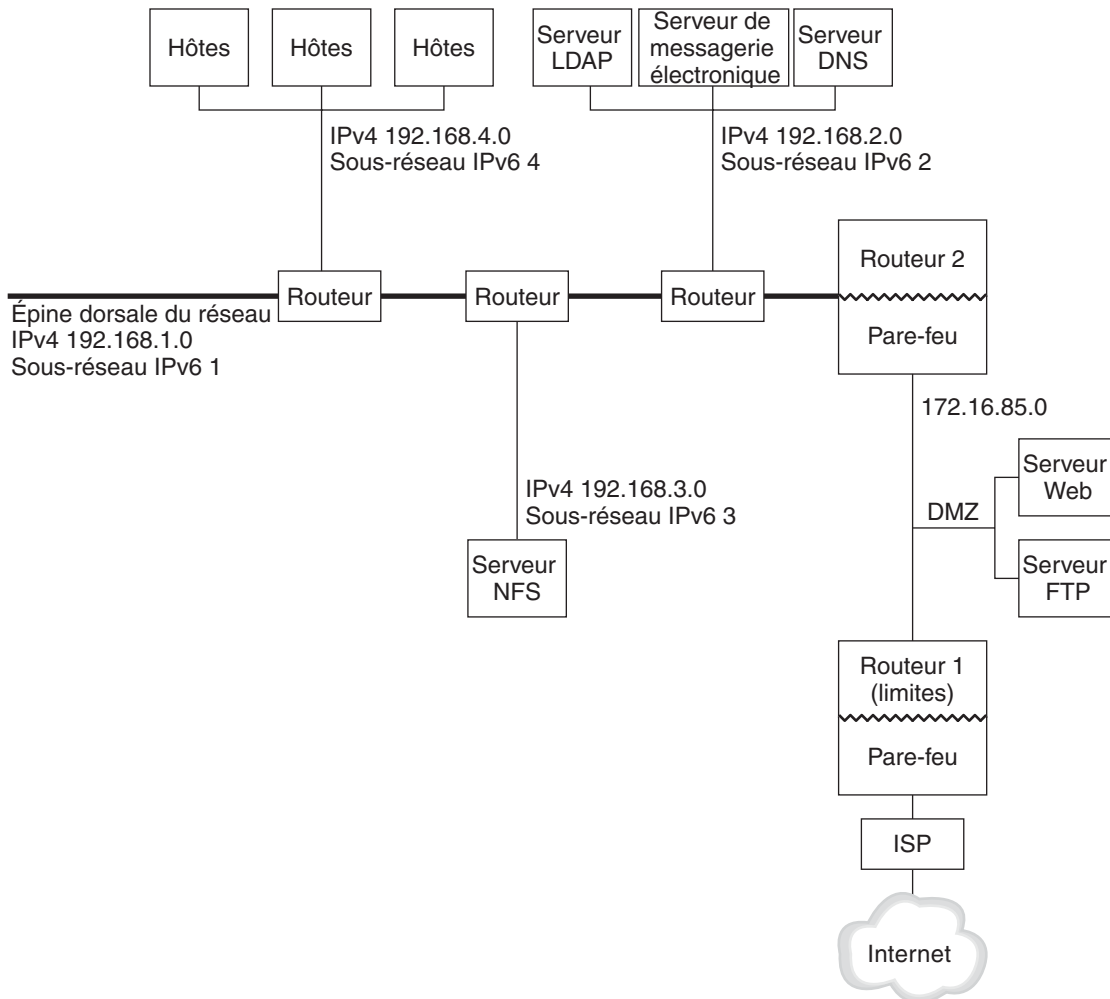 Hôtes
Hôtes
Hôtes
Serveur
LDAP
Serveur de
messagerie
électronique
Serveur
DNS
IPv4 192.168.4.0
Sous-réseau IPv6 4
IPv4 192.168.2.0
Sous-réseau IPv6 2
Routeur
Routeur
Routeur
Routeur 2
Pare-feu
Épine dorsale du réseau
IPv4 192.168.1.0
Sous-réseau IPv6 1
172.16.85.0
IPv4 192.168.3.0
Sous-réseau IPv6 3
Serveur
NFS
DMZ
Serveur
Web
Serveur
FTP
Routeur 1
(limites)
Pare-feu
ISP
Internet